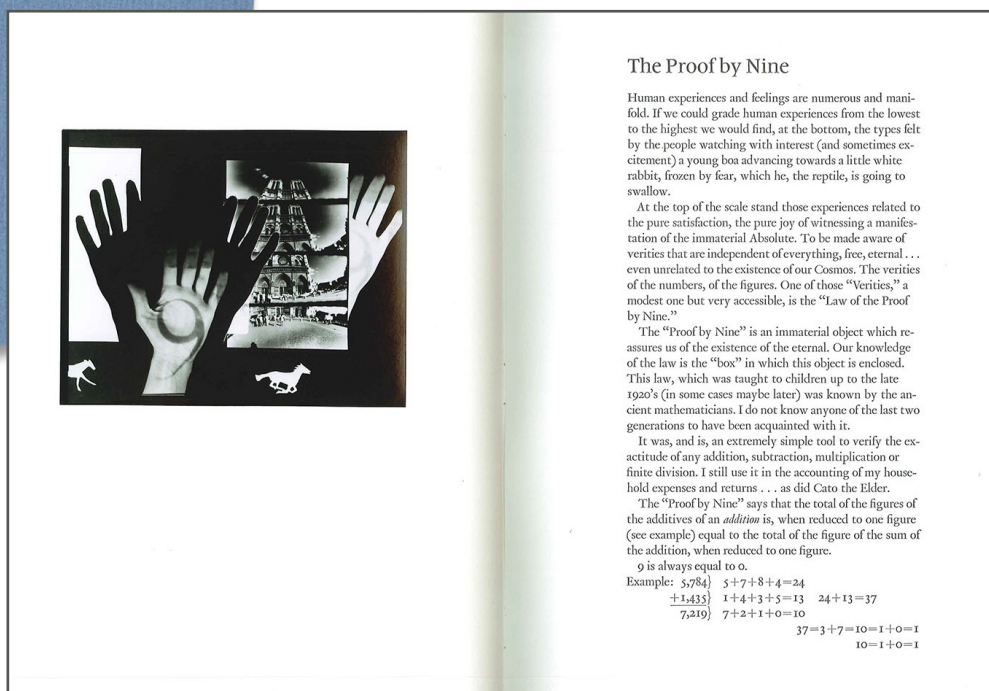 The Proof by Nine
Human experiences and feelings are numerous and mani-
fold. If we could grade human experiences from the lowest
to the highest we would find, at the bottom, the types felt
by the people watching with interest (and sometimes ex-
citement) a young boa advancing towards a little white
rabbit, frozen by fear, which he, the reptile, is going to
swallow.
At the top of the scale stand those experiences related to
the pure satisfaction, the pure joy of witnessing a manifes-
tation of the immaterial Absolute. To be made aware of
verities that are independent of everything, free, eternal . . .
even unrelated to the existence of our Cosmos. The verities
of the numbers, of the figures. One of those “Verities,” a
modest one but very accessible, is the “Law of the Proof
by Nine.”
The “Proof by Nine” is an immaterial object which re-
assures us of the existence of the eternal. Our knowledge
of the law is the “box” in which this object is enclosed.
This law, which was taught to children up to the late
1920’s (in some cases maybe later) was known by the an-
cient mathematicians. I do not know anyone of the last two
generations to have been acquainted with it.
It was, and is, an extremely simple tool to verify the ex-
actitude of any addition, subtraction, multiplication or
finite division. I still use it in the accounting of my house-
hold expenses and returns . . . as did Cato the Elder.
The “Proof by Nine” says that the total of the figures of
the additives of an addition is, when reduced to one figure
(see example) equal to the total of the figure of the sum of
the addition, when reduced to one figure.
9 is always equal to 0.
Example: 5,784} 5+7+8+4=24
+1,435} 1+4+3+5=13 24+13=37
7,219} 7+2+1+0=10
37=3+7=10=1+0=1
10=1+0=1